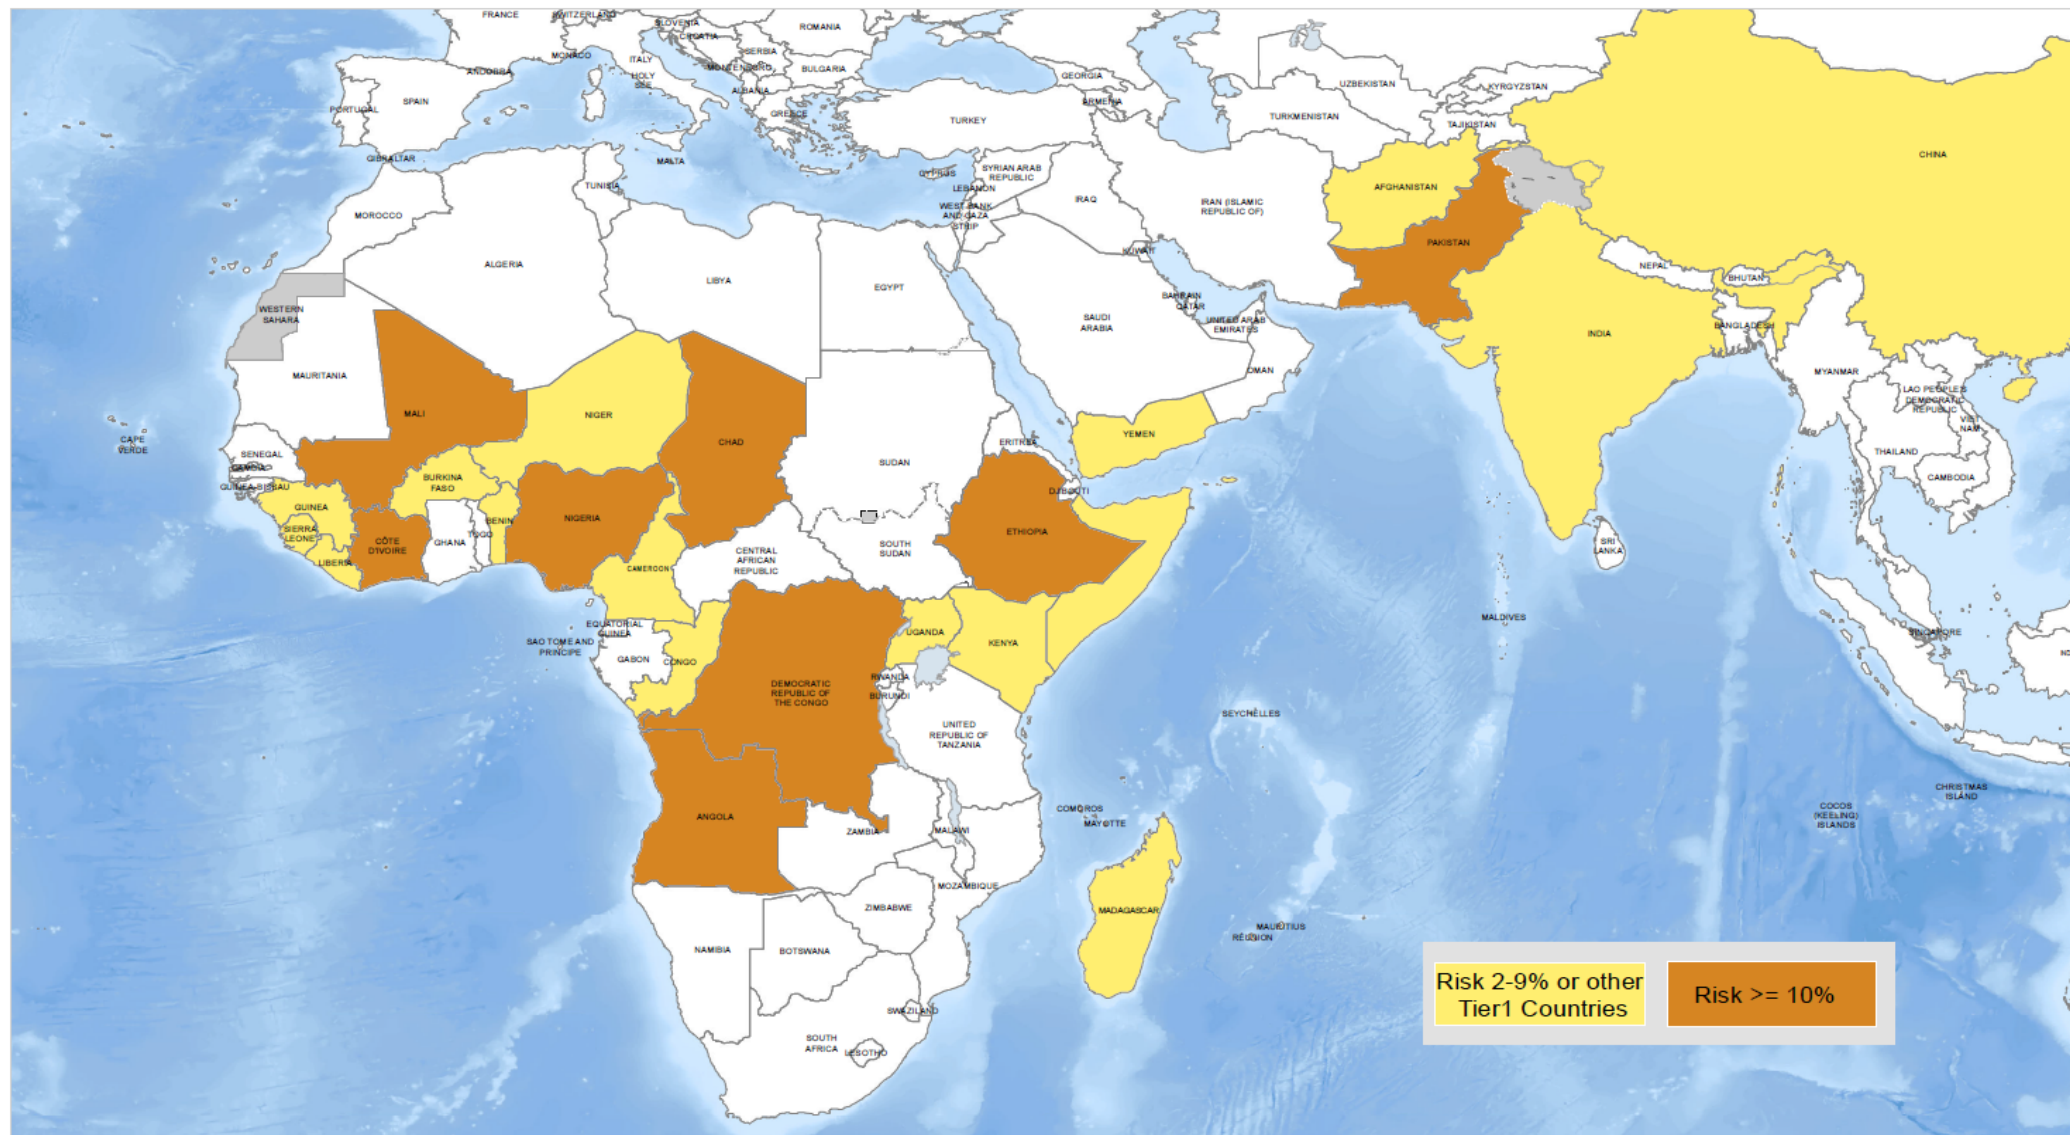 FRANCE
SWITZERLAND
SLOVENIA
CROATIA
ROMANIA
MONACO
ITALY
HOLY
SEE
SERBIA
MONTENEGRO
BULGARIA
ANDORRA
ALBANIA
GREECE
GEORGIA
ARMENIA
UZBEKISTAN
KYRGYZSTAN
TURKMENISTAN
TAJIKISTAN
CHINA
PORTUGAL
SPAIN
GIBRALTAR
MALTA
TURKEY
CYPRUS
SYRIAN ARAB
REPUBLIC
LEBANON
WEST BANK
AND GAZA
STRIP
IRAQ
IRAN (ISLAMIC
REPUBLIC OF)
AFGHANISTAN
PAKISTAN
TUNISIA
MOROCCO
ALGERIA
LIBYA
EGYPT
KUWAIT
BAHRAIN
QATAR
UNITED ARAB
EMIRATES
SAUDI
ARABIA
OMAN
NEPAL
BHUTAN
BANGLADESH
INDIA
MYANMAR
LAO PEOPLE'S
DEMOCRATIC
REPUBLIC
VIET
NAM
THAILAND
CAMBODIA
WESTERN
SAHARA
MAURITANIA
MALI
NIGER
CHAD
SUDAN
ERITREA
YEMEN
DJIBOUTI
CAPE
VERDE
SENEGAL
GAMBIA
GUINEA-BISSAU
GUINEA
SIERRA
LEONE
LIBERIA
CÔTE
D'IVOIRE
BURKINA
FASO
GHANA
TOGO
BENIN
NIGERIA
CAMEROON
CENTRAL
AFRICAN
REPUBLIC
SOUTH
SUDAN
ETHIOPIA
SRI
LANKA
MALDIVES
SINGAPORE
EQUATORIAL
GUINEA
SAO TOME AND
PRINCIPE
GABON
CONGO
DEMOCRATIC
REPUBLIC OF
THE CONGO
UGANDA
KENYA
RWANDA
BURUNDI
UNITED
REPUBLIC OF
TANZANIA
SEYCHELLES
ANGOLA
ZAMBIA
MALAWI
COMOROS
MAYOTTE
MOZAMBIQUE
MADAGASCAR
MAURITIUS
RÉUNION
COCOS
(KEELING)
ISLANDS
CHRISTMAS
ISLAND
ZIMBABWE
NAMIBIA
BOTSWANA
SWAZILAND
SOUTH
AFRICA
LESOTHO
Risk 2-9% or other
Tier1 Countries
Risk >= 10%